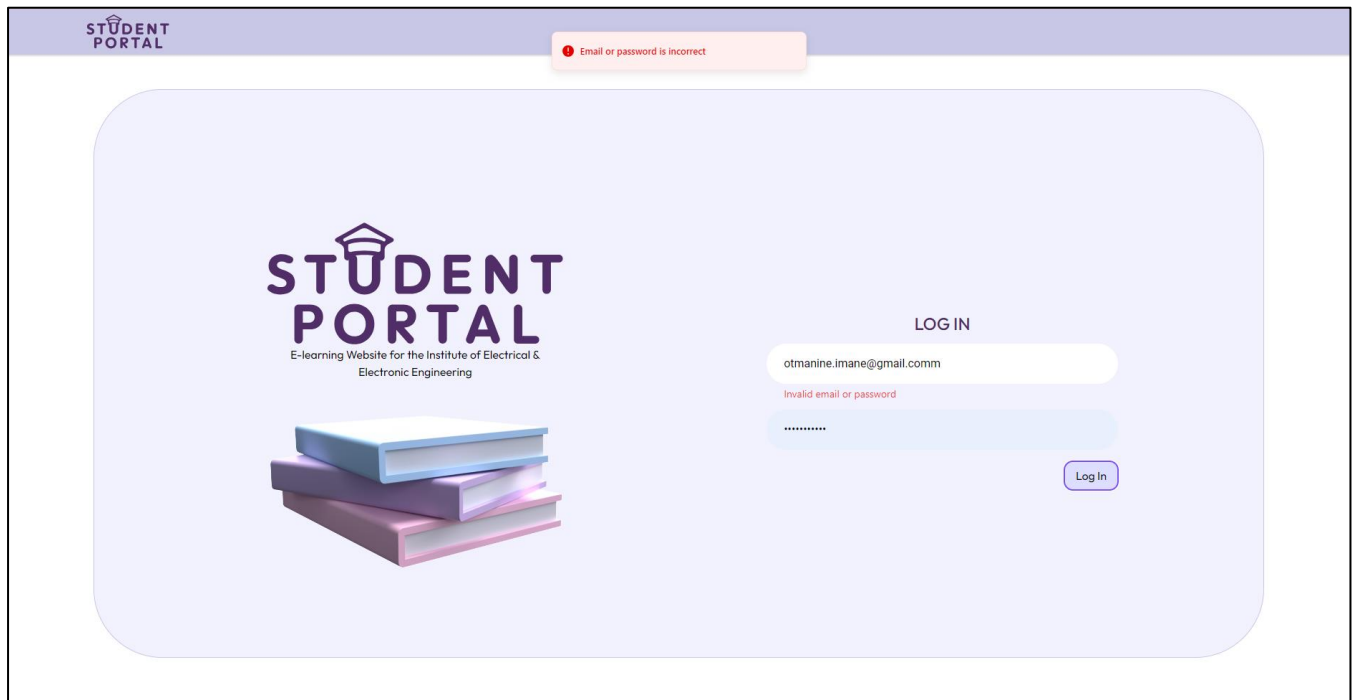 STUDENT
PORTAL
Email or password is incorrect
STUDENT
PORTAL
E-learning Website for the Institute of Electrical &
Electronic Engineering
LOG IN
otmanine.imane@gmail.comm
Invalid email or password
•••••••••••
Log In